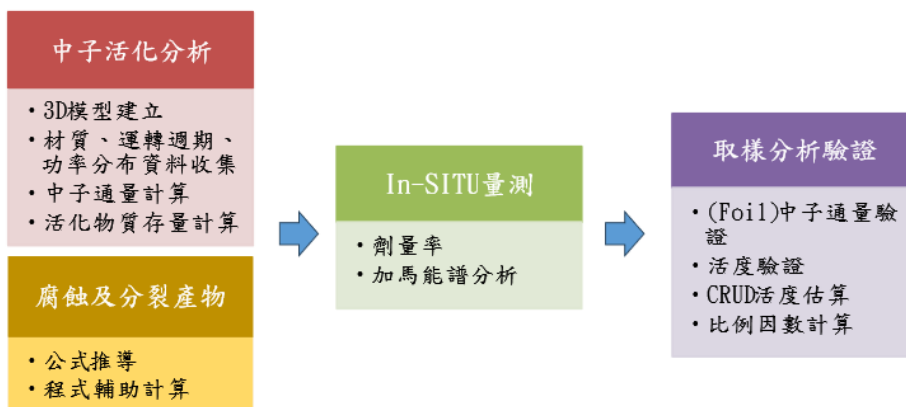 中子活化分析
•3D模型建立
•材質、運轉週期、
功率分布資料收集
•中子通量計算
•活化物質存量計算
腐蝕及分裂產物
•公式推導
•程式輔助計算
In-SITU量測
•劑量率
•加馬能譜分析
取樣分析驗證
•(Foil)中子通量驗
證
•活度驗證
•CRUD活度估算
•比例因數計算